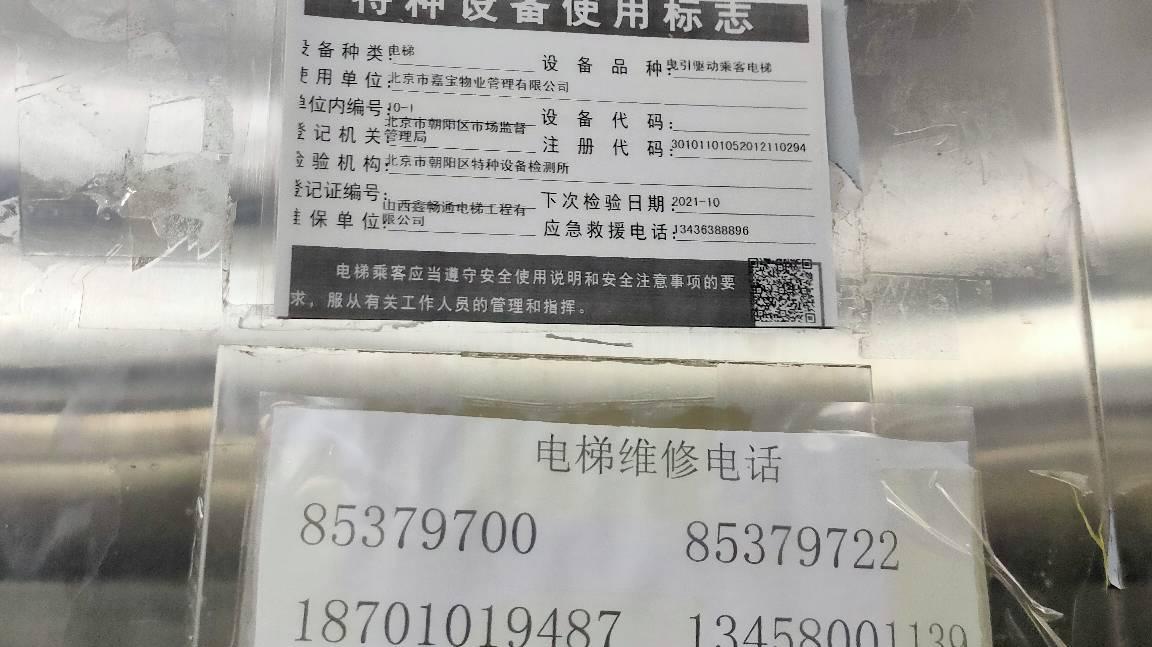 特种设备使用标志
设备种类:电梯
设备品种:曳引驱动乘客电梯
使用单位:北京市嘉宝物业管理有限公司
单位内编号:10-1
设备代码:
登记机关:北京市朝阳区市场监督
管理局
注册代码:30101101052012110294
检验机构:北京市朝阳区特种设备检测所
登记证编号:
下次检验日期:2021-10
维保单位:山西鑫畅通电梯工程有
限公司
应急救援电话:13436388896
电梯乘客应当遵守安全使用说明和安全注意事项的要
求，服从有关工作人员的管理和指挥。
电梯维修电话
85379700 85379722
18701019487 13458001139